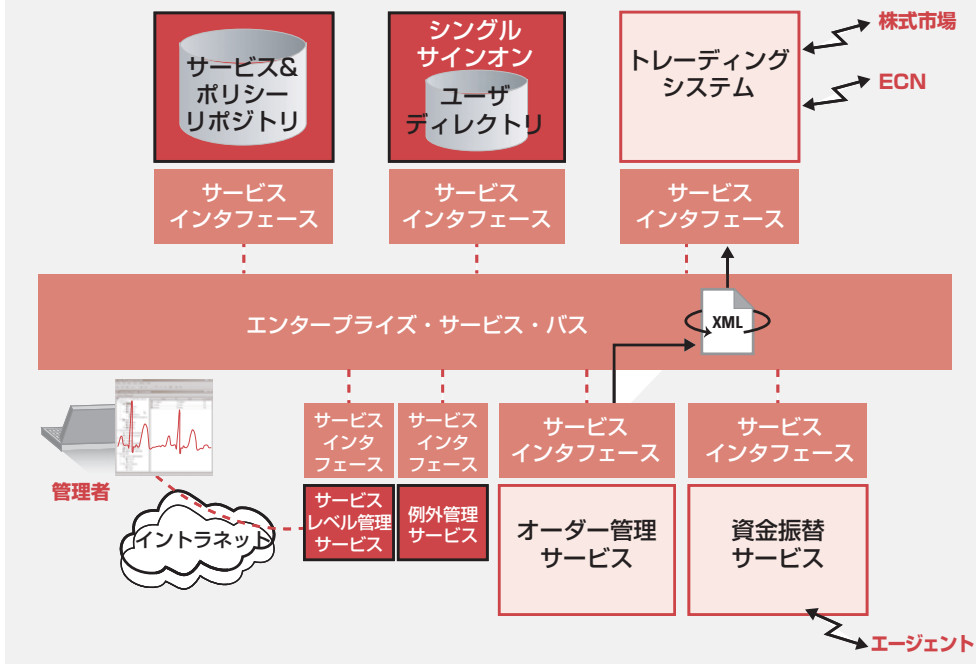 サービス&
ポリシー
リポジトリ
シングル
サインオン
ユーザ
ディレクトリ
トレーディング
システム
株式市場
ECN
サービス
インタフェース
サービス
インタフェース
サービス
インタフェース
エンタープライズ・サービス・バス
XML
管理者
イントラネット
サービス
インタ
フェース
サービス
インタ
フェース
サービス
インタフェース
サービス
インタフェース
サービス
レベル管理
サービス
例外管理
サービス
オーダー管理
サービス
資金振替
サービス
エージェント